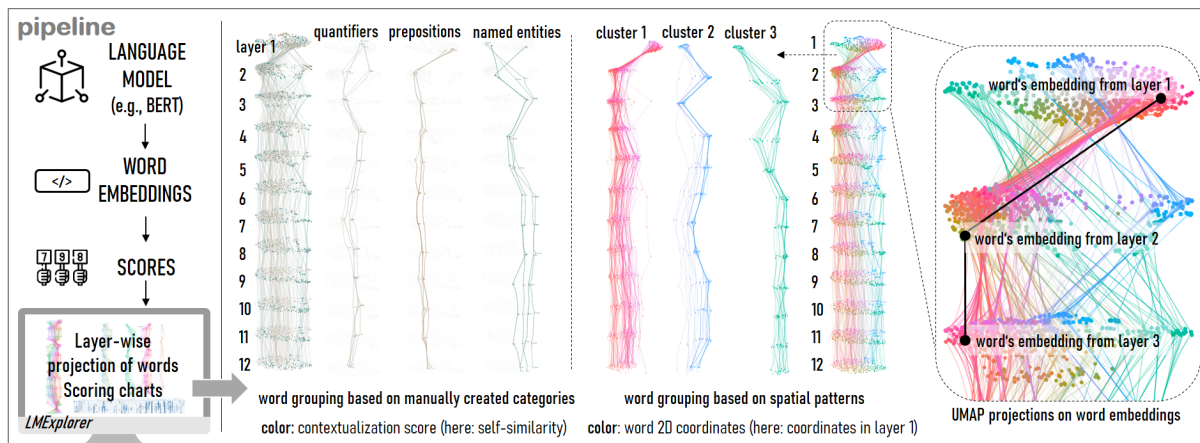 pipeline
LANGUAGE
MODEL
(e.g., BERT)
</>
WORD
EMBEDDINGS
7 9 8
SCORES
Layer-wise
projection of words
Scoring charts
LMExplorer
quantifiers prepositions named entities
layer 1
2
3
4
5
6
7
8
9
10
11
12
word grouping based on manually created categories
color: contextualization score (here: self-similarity)
cluster 1 cluster 2 cluster 3
1
2
3
4
5
6
7
8
9
10
11
12
word grouping based on spatial patterns
color: word 2D coordinates (here: coordinates in layer 1)
word's embedding from layer 1
word's embedding from layer 2
word's embedding from layer 3
UMAP projections on word embeddings